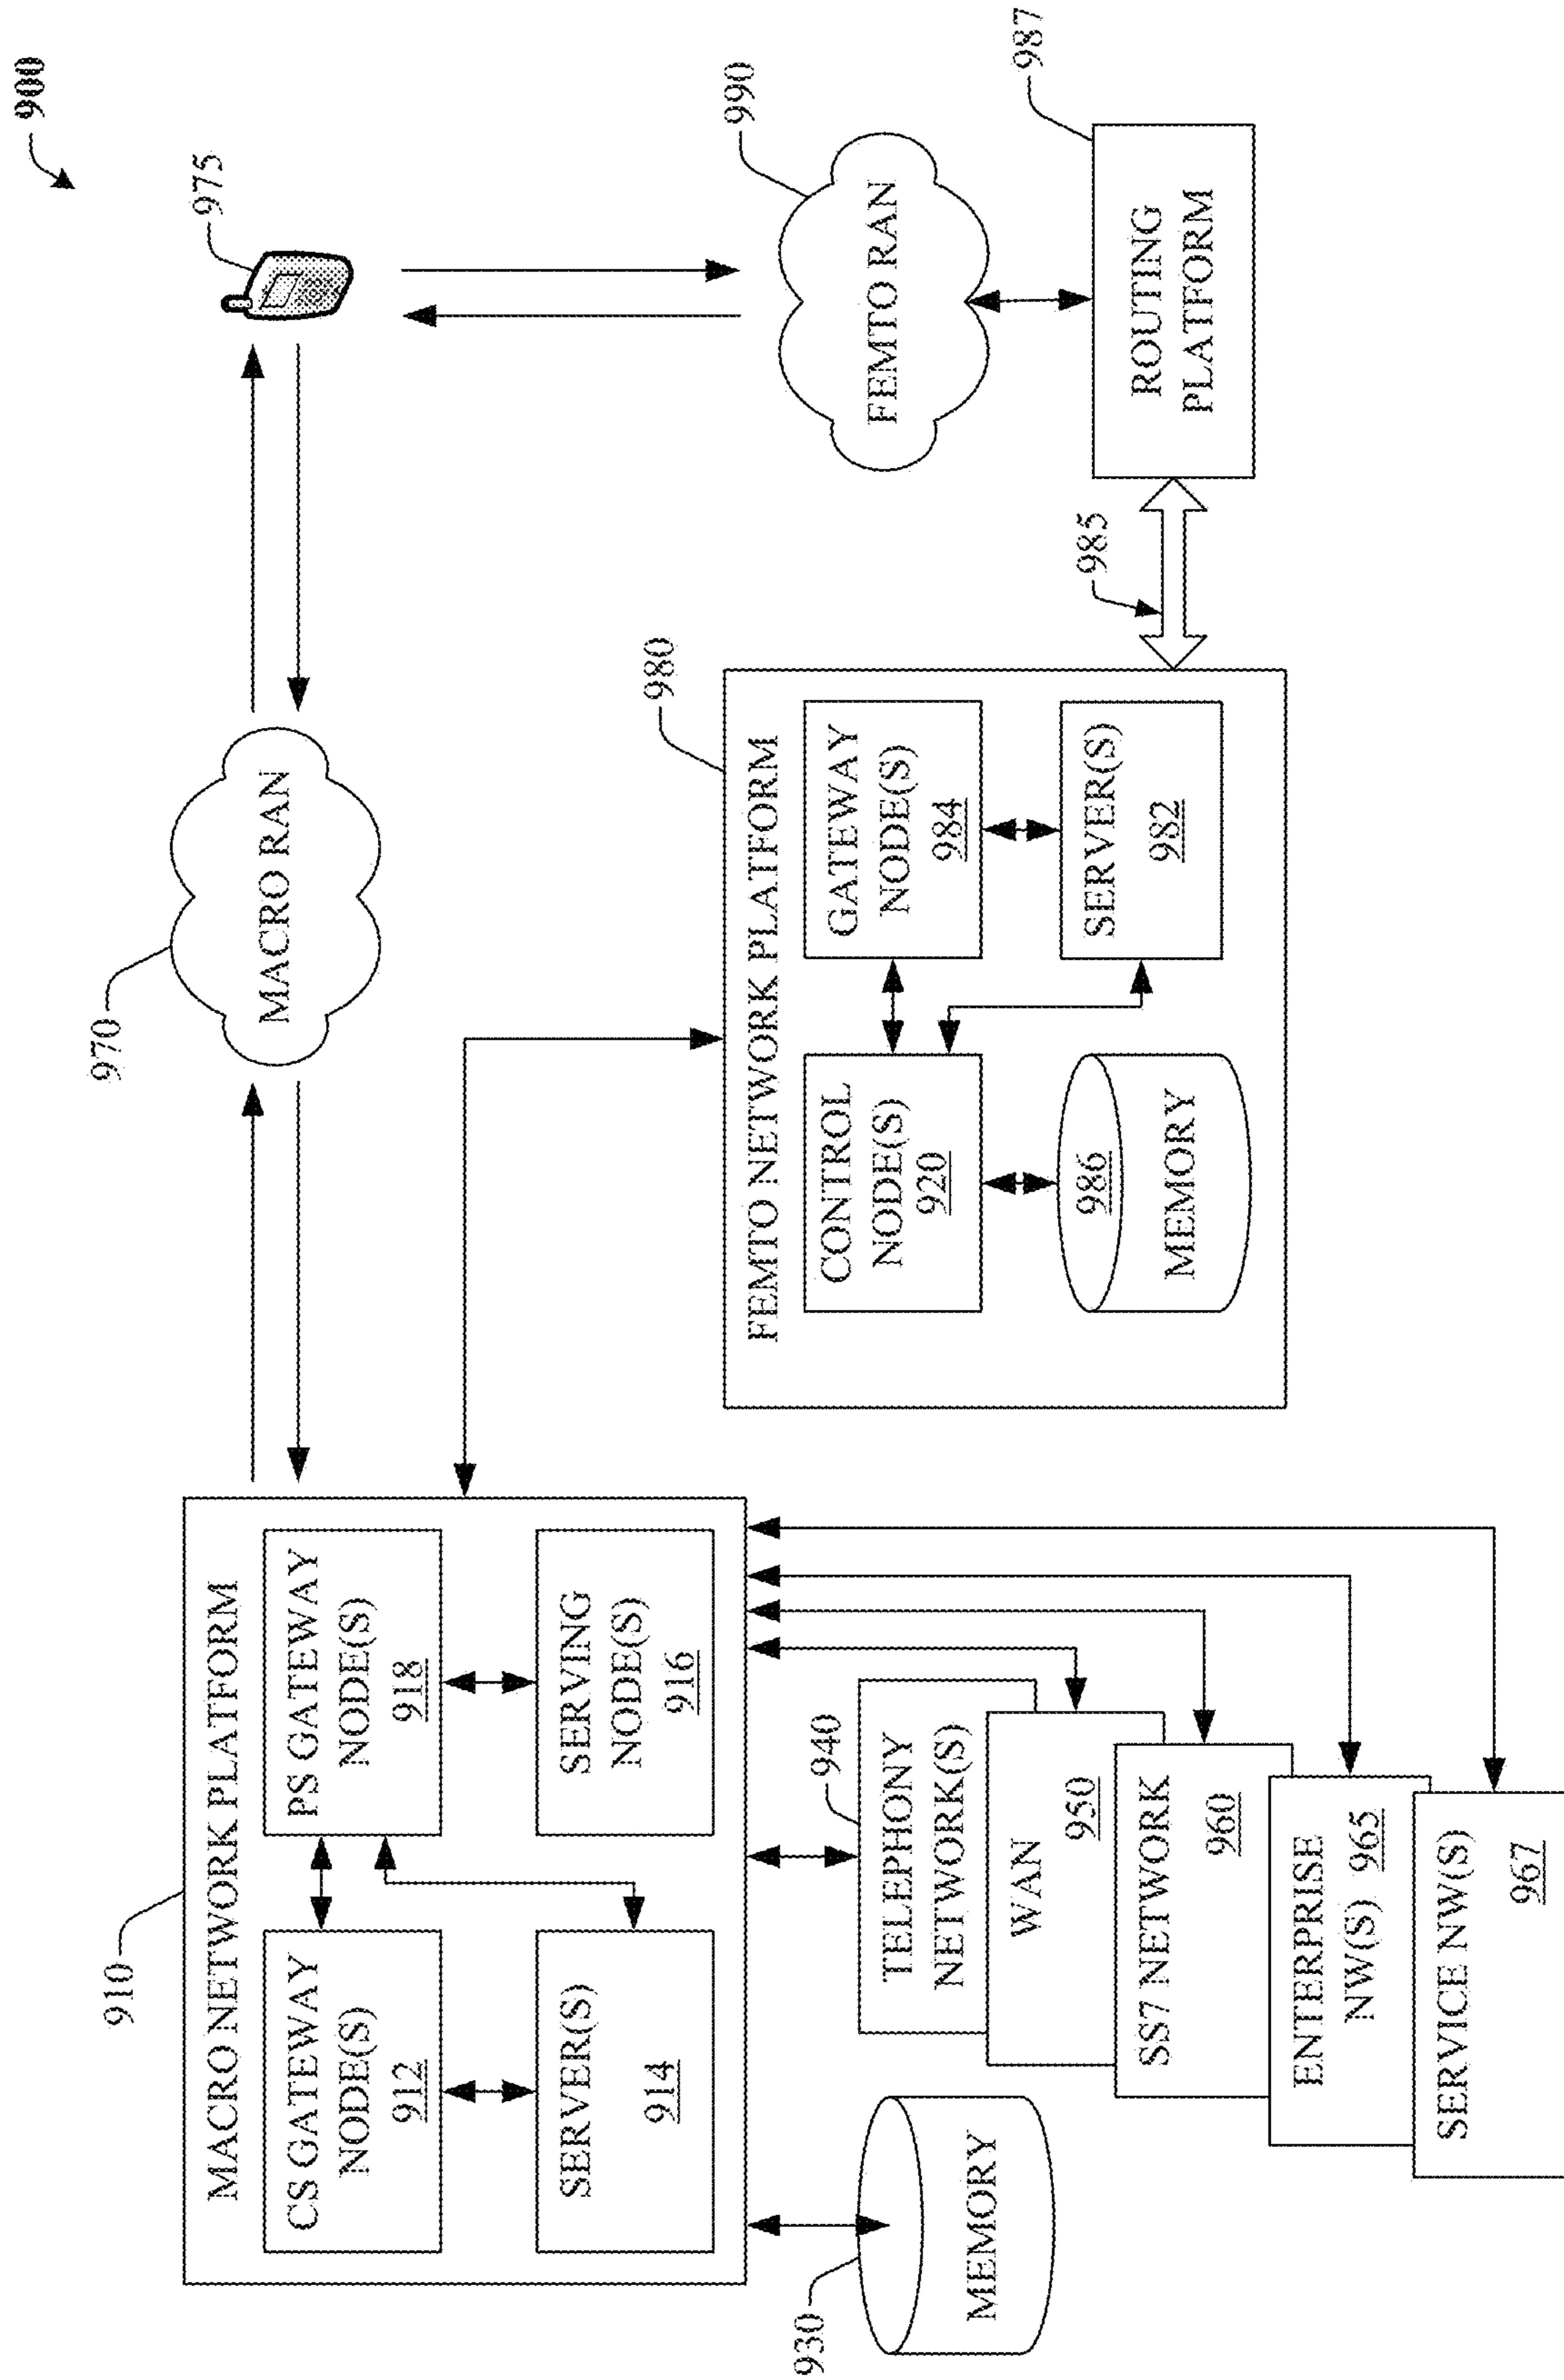 900
910
MACRO NETWORK PLATFORM
CS GATEWAY
NODE(S)
912
PS GATEWAY
NODE(S)
918
SERVER(S)
914
SERVING
NODE(S)
916
930
MEMORY
940
TELEPHONY
NETWORK(S)
WAN
950
SS7 NETWORK
960
ENTERPRISE
NW(S) 965
SERVICE NW(S)
967
970
MACRO RAN
975
980
FEMTO NETWORK PLATFORM
CONTROL
NODE(S)
920
GATEWAY
NODE(S)
984
986
MEMORY
SERVER(S)
982
985
990
FEMTO RAN
987
ROUTING
PLATFORM